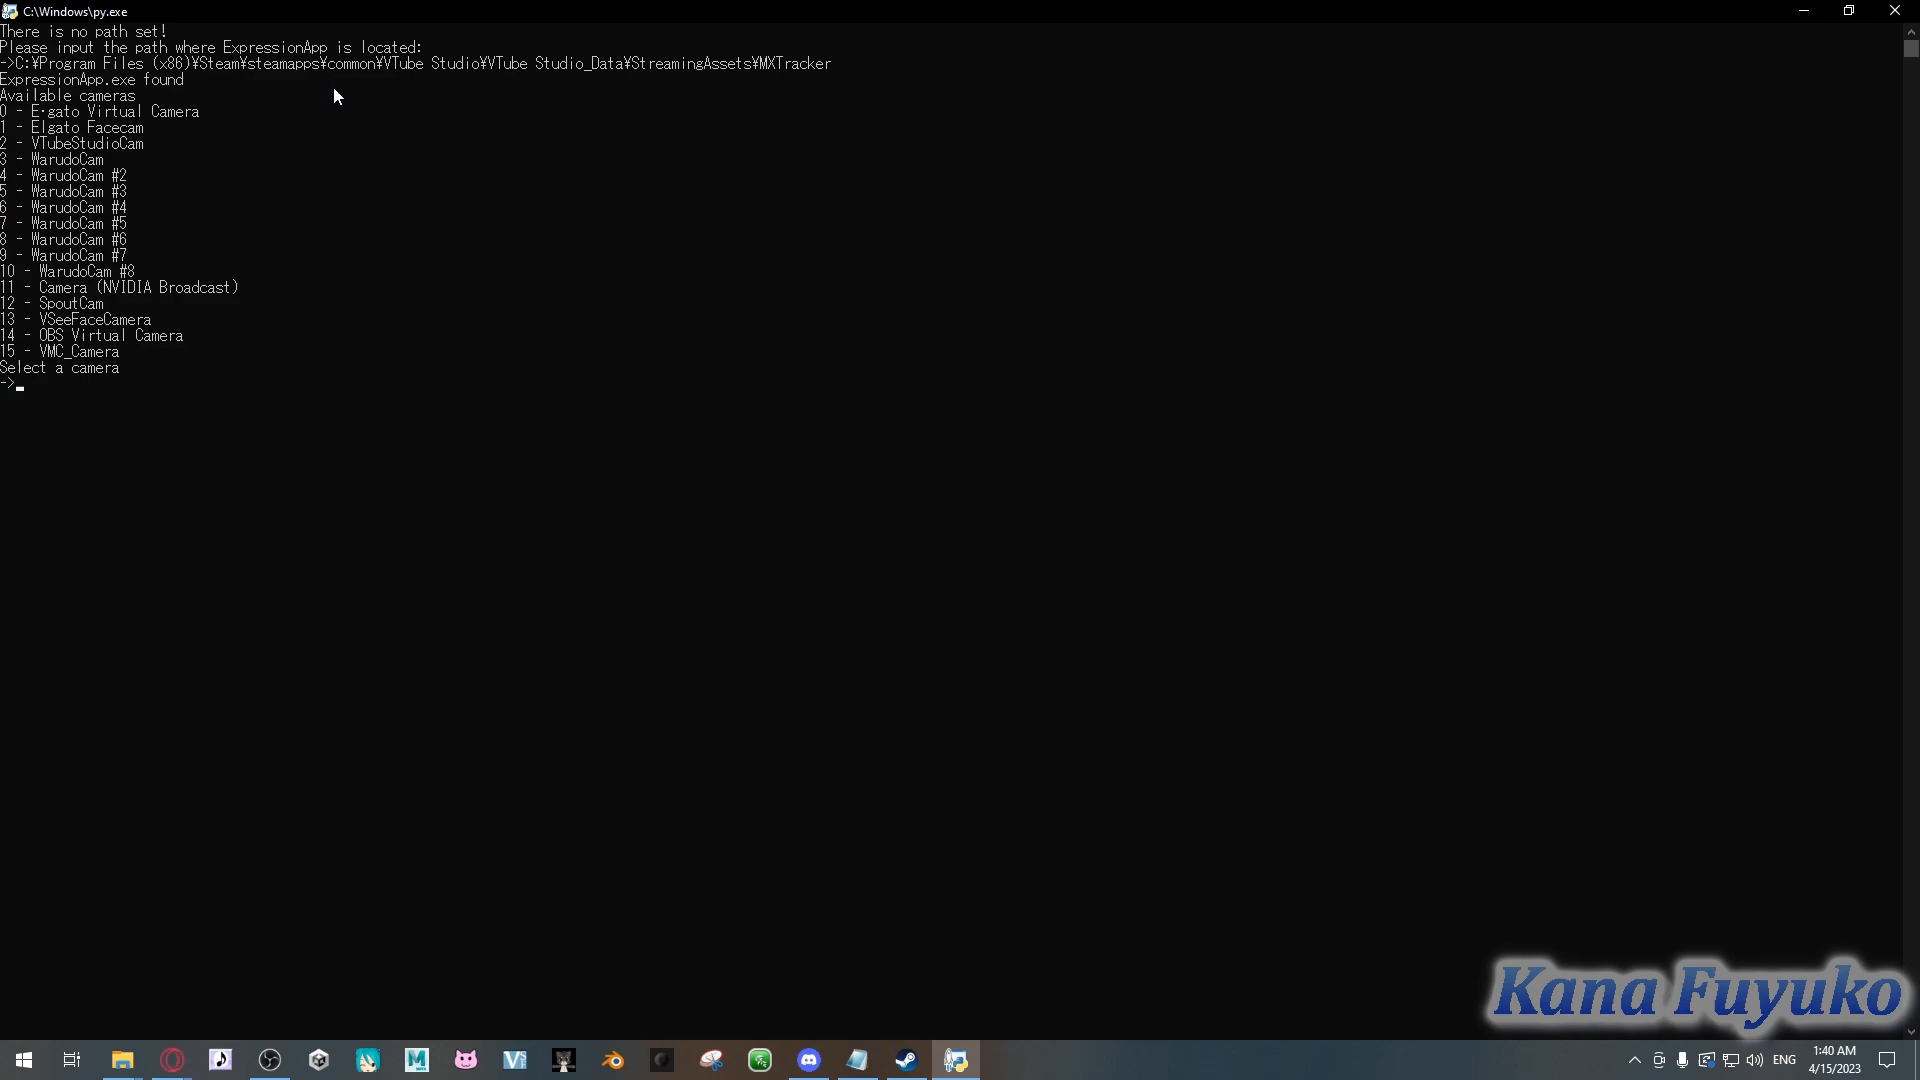 C:\Windows\py.exe
There is no path set!
Please input the path where ExpressionApp is located:
->C:¥Program Files (x86)¥Steam¥steamapps¥common¥VTube Studio¥VTube Studio_Data¥StreamingAssets¥MXTracker
ExpressionApp.exe found
Available cameras
0 - E·gato Virtual Camera
1 - Elgato Facecam
2 - VTubeStudioCam
3 - WarudoCam
4 - WarudoCam #2
5 - WarudoCam #3
6 - WarudoCam #4
7 - WarudoCam #5
8 - WarudoCam #6
9 - WarudoCam #7
10 - WarudoCam #8
11 - Camera (NVIDIA Broadcast)
12 - SpoutCam
13 - VSeeFaceCamera
14 - OBS Virtual Camera
15 - VMC_Camera
Select a camera
->
Kana Fuyuko
ENG
1:40 AM
4/15/2023